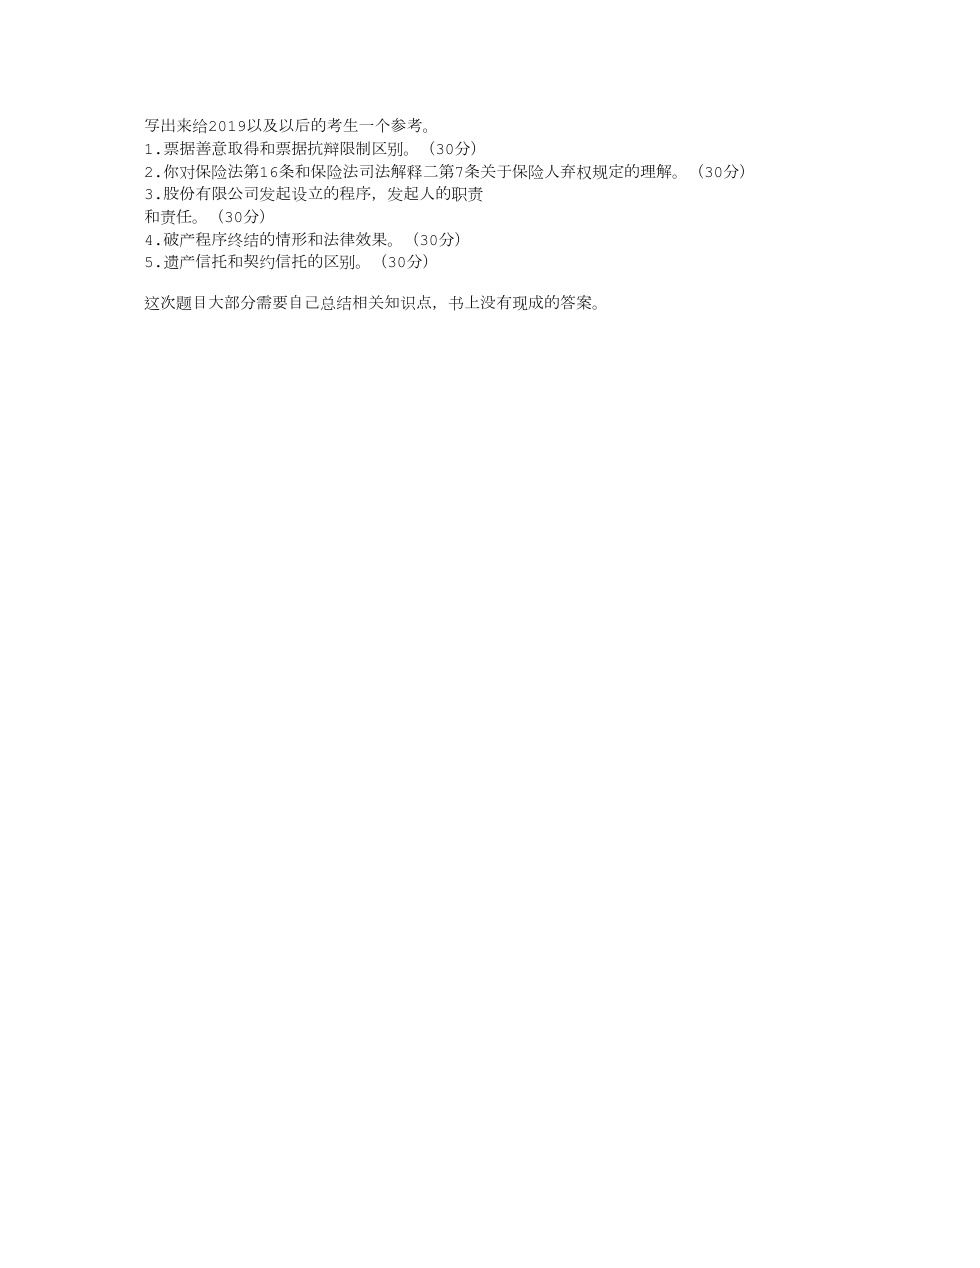 写出来给2019以及以后的考生一个参考。
1.票据善意取得和票据抗辩限制区别。（30分）
2.你对保险法第16条和保险法司法解释二第7条关于保险人弃权规定的理解。（30分）
3.股份有限公司发起设立的程序，发起人的职责
和责任。（30分）
4.破产程序终结的情形和法律效果。（30分）
5.遗产信托和契约信托的区别。（30分）
这次题目大部分需要自己总结相关知识点，书上没有现成的答案。